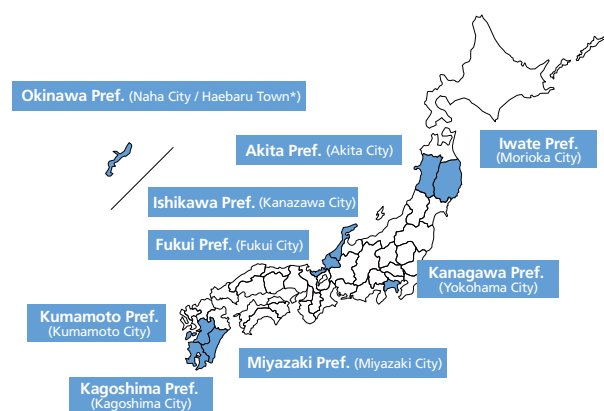 Okinawa Pref. (Naha City / Haebaru Town*)
Akita Pref. (Akita City)
Iwate Pref.
(Morioka City)
Ishikawa Pref. (Kanazawa City)
Fukui Pref. (Fukui City)
Kanagawa Pref.
(Yokohama City)
Kumamoto Pref.
(Kumamoto City)
Miyazaki Pref. (Miyazaki City)
Kagoshima Pref.
(Kagoshima City)